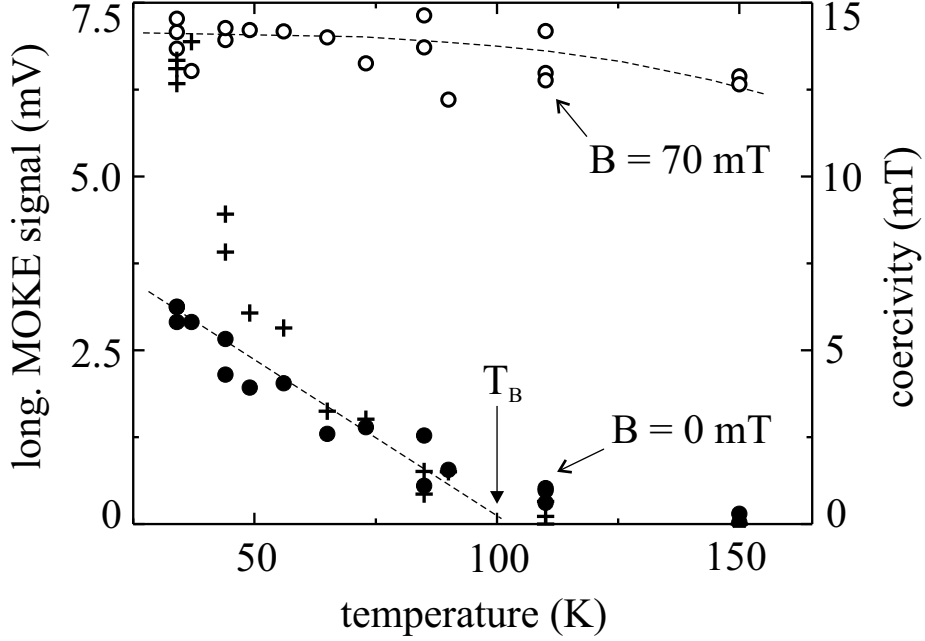 7.5
5.0
2.5
0
long. MOKE signal (mV)
15
10
5
0
coercivity (mT)
B = 70 mT
T_B
B = 0 mT
50
100
150
temperature (K)